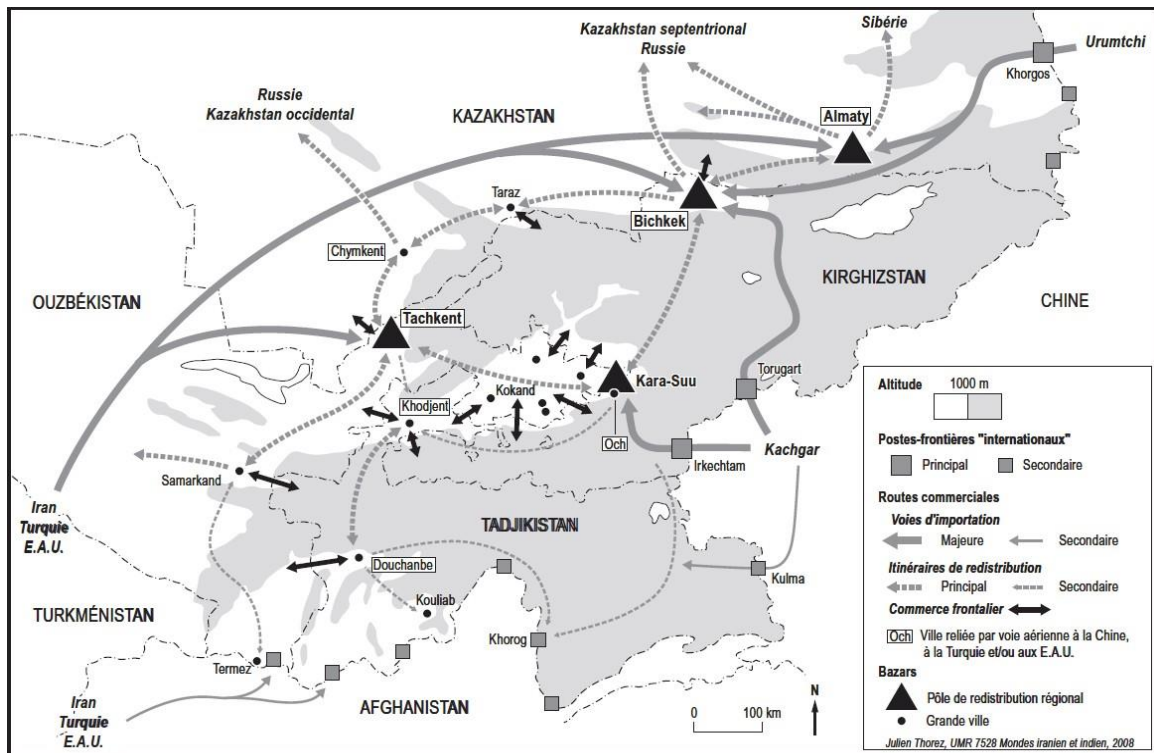 Kazakhstan septentrional
Russie
Sibérie
Urumtchi
Khorgos
Russie
Kazakhstan occidental
KAZAKHSTAN
Almaty
Taraz
Bichkek
Chymkent
KIRGHIZSTAN
OUZBÉKISTAN
CHINE
Tachkent
Kara-Suu
Torugart
Kokand
Khodjent
Och
Kachgar
Irkechtam
Samarkand
Iran
Turquie
E.A.U.
TADJIKISTAN
Douchanbe
Kulma
Kouliab
TURKMÉNISTAN
Khorog
Termez
Iran
Turquie
E.A.U.
AFGHANISTAN
N
0 100 km
Altitude
1000 m
Postes-frontières "internationaux"
Principal Secondaire
Routes commerciales
Voies d'importation
Majeure Secondaire
Itinéraires de redistribution
Principal Secondaire
Commerce frontalier
Och Ville reliée par voie aérienne à la Chine,
à la Turquie et/ou aux E.A.U.
Bazars
Pôle de redistribution régional
Grande ville
Julien Thorez, UMR 7528 Mondes iranien et indien, 2008